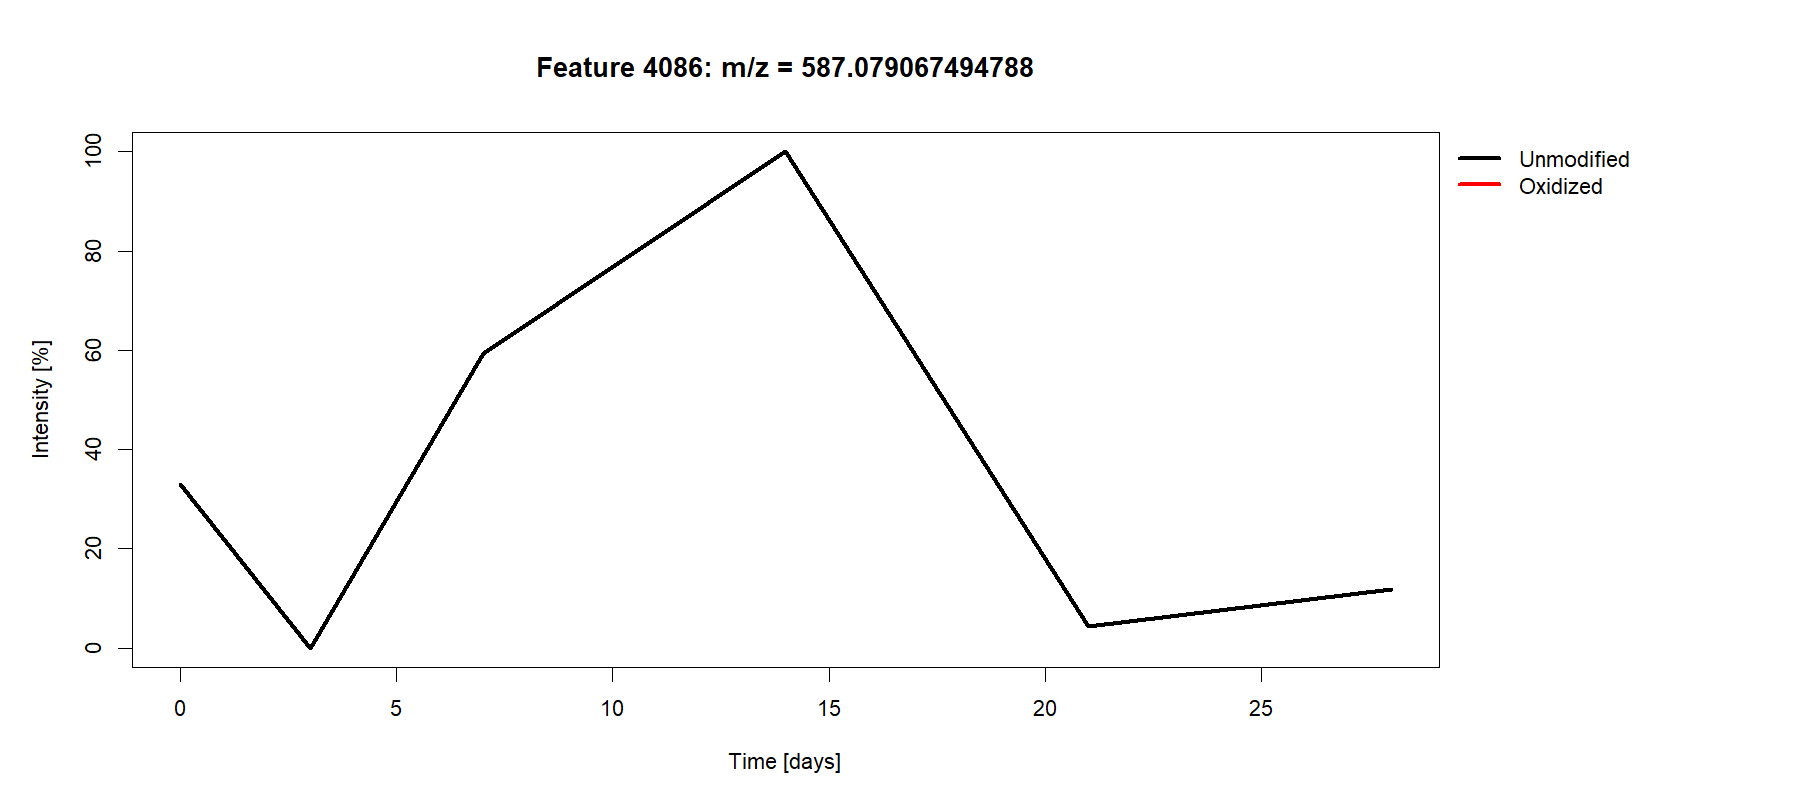 Feature 4086: m/z = 587.079067494788
Unmodified
Oxidized
100
80
60
40
20
0
Intensity [%]
0 5 10 15 20 25
Time [days]